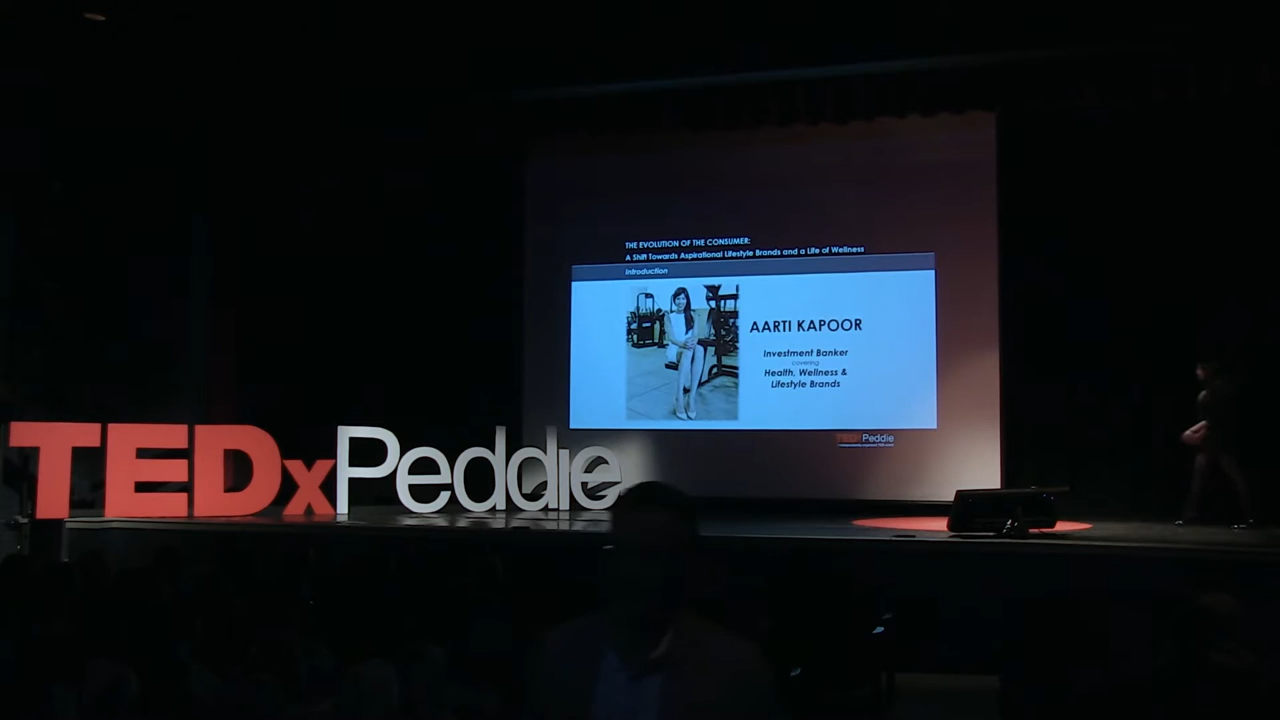 THE EVOLUTION OF THE CONSUMER:
A Shift Towards Aspirational Lifestyle Brands and a Life of Wellness
Introduction
AARTI KAPOOR
Investment Banker
covering
Health, Wellness &
Lifestyle Brands
TEDxPeddie
TEDxPeddie